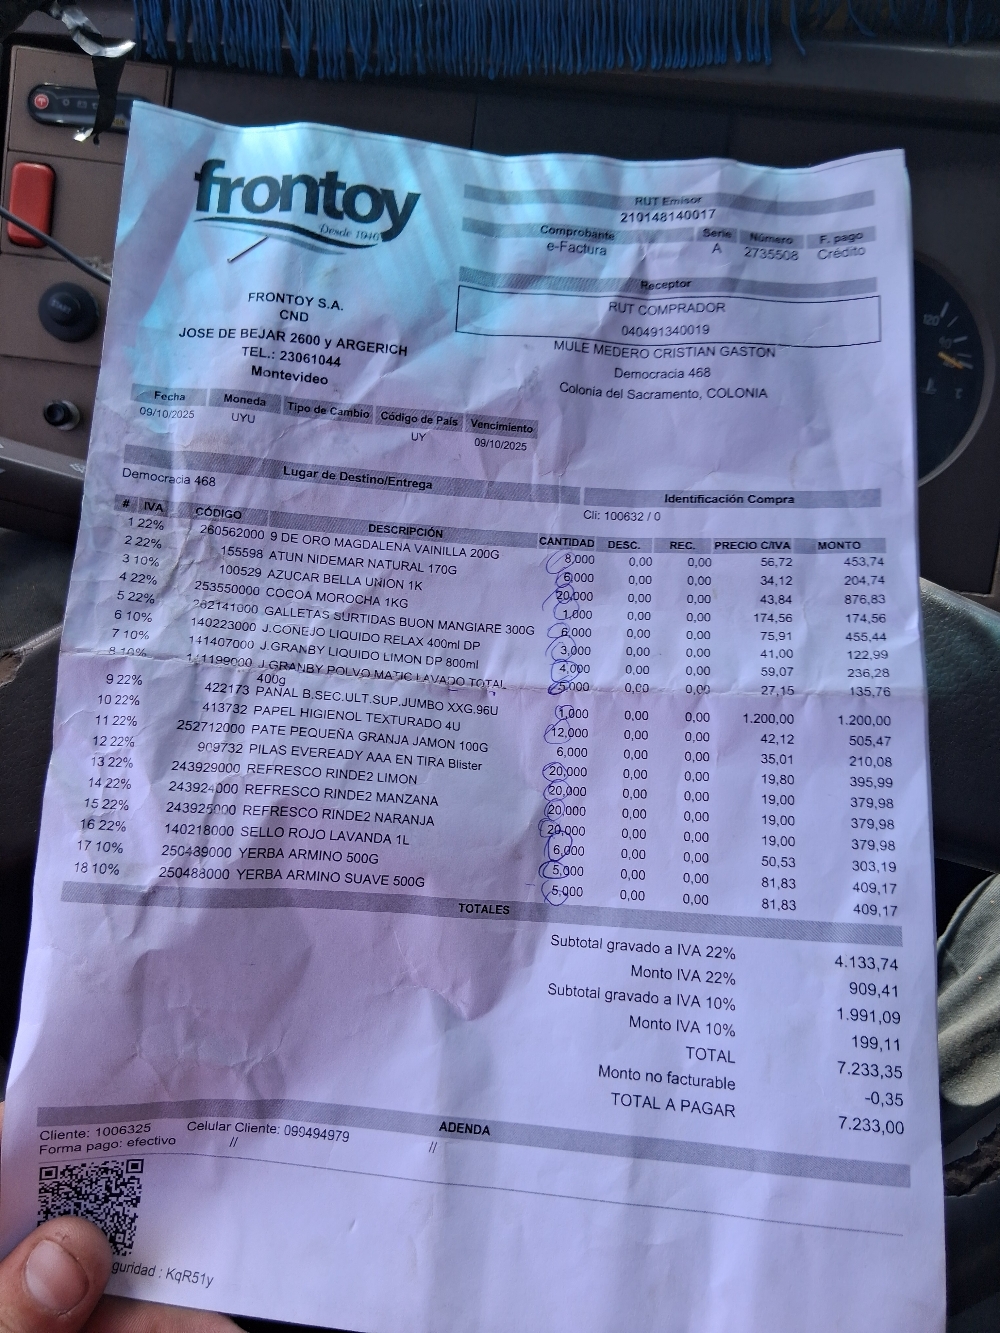 frontoy
Desde 1940
RUT Emisor
210148140017
Comprobante Serie Número F. pago
e-Factura A 2735508 Crédito
Receptor
RUT COMPRADOR
040491340019
MULE MEDERO CRISTIAN GASTON
Democracia 468
Colonia del Sacramento, COLONIA
FRONTOY S.A.
CND
JOSE DE BEJAR 2600 y ARGERICH
TEL.: 23061044
Montevideo
Fecha Moneda Tipo de Cambio Código de País Vencimiento
09/10/2025 UYU UY 09/10/2025
Lugar de Destino/Entrega Identificación Compra
Democracia 468 Cli: 100632 / 0
# IVA CÓDIGO DESCRIPCIÓN CANTIDAD DESC. REC. PRECIO C/IVA MONTO
1 22% 260562000 9 DE ORO MAGDALENA VAINILLA 200G 8,000 0,00 0,00 56,72 453,74
2 22% 155598 ATUN NIDEMAR NATURAL 170G 6,000 0,00 0,00 34,12 204,74
3 10% 100529 AZUCAR BELLA UNION 1K 20,000 0,00 0,00 43,84 876,83
4 22% 253550000 COCOA MOROCHA 1KG 1,000 0,00 0,00 174,56 174,56
5 22% 262141000 GALLETAS SURTIDAS BUON MANGIARE 300G 6,000 0,00 0,00 75,91 455,44
6 10% 140223000 J.CONEJO LIQUIDO RELAX 400ml DP 3,000 0,00 0,00 41,00 122,99
7 10% 141407000 J.GRANBY LIQUIDO LIMON DP 800ml 4,000 0,00 0,00 59,07 236,28
8 10% 141199000 J.GRANBY POLVO MATIC LAVADO TOTAL 5,000 0,00 0,00 27,15 135,76
400g
9 22% 422173 PAÑAL B.SEC.ULT.SUP.JUMBO XXG.96U 1,000 0,00 0,00 1.200,00 1.200,00
10 22% 413732 PAPEL HIGIENOL TEXTURADO 4U 12,000 0,00 0,00 42,12 505,47
11 22% 252712000 PATE PEQUEÑA GRANJA JAMON 100G 6,000 0,00 0,00 35,01 210,08
12 22% 909732 PILAS EVEREADY AAA EN TIRA Blister 20,000 0,00 0,00 19,80 395,99
13 22% 243929000 REFRESCO RINDE2 LIMON 20,000 0,00 0,00 19,00 379,98
14 22% 243924000 REFRESCO RINDE2 MANZANA 20,000 0,00 0,00 19,00 379,98
15 22% 243925000 REFRESCO RINDE2 NARANJA 20,000 0,00 0,00 19,00 379,98
16 22% 140218000 SELLO ROJO LAVANDA 1L 6,000 0,00 0,00 50,53 303,19
17 10% 250489000 YERBA ARMINO 500G 5,000 0,00 0,00 81,83 409,17
18 10% 250488000 YERBA ARMINO SUAVE 500G 5,000 0,00 0,00 81,83 409,17
TOTALES
Subtotal gravado a IVA 22% 4.133,74
Monto IVA 22% 909,41
Subtotal gravado a IVA 10% 1.991,09
Monto IVA 10% 199,11
TOTAL 7.233,35
Monto no facturable -0,35
TOTAL A PAGAR 7.233,00
ADENDA
Cliente: 1006325 Celular Cliente: 099494979
Forma pago: efectivo // //
guridad : KqR51y